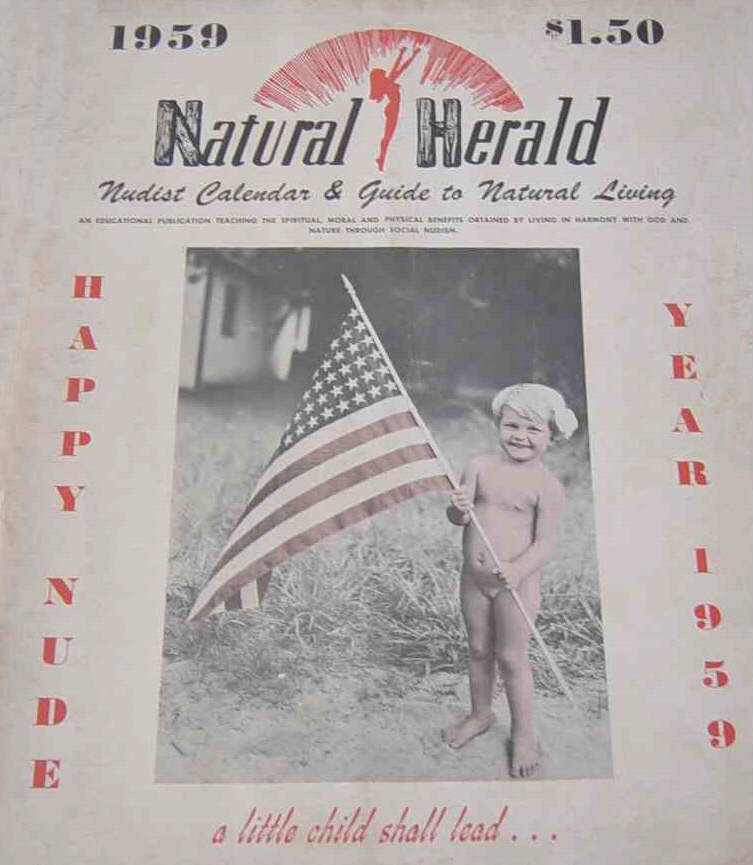 1959
$1.50
Natural Herald
Nudist Calendar & Guide to Natural Living
AN EDUCATIONAL PUBLICATION TEACHING THE SPIRITUAL, MORAL AND PHYSICAL BENEFITS OBTAINED BY LIVING IN HARMONY WITH GOD AND
NATURE THROUGH SOCIAL NUDISM.
HAPPY NUDE
YEAR 1959
a little child shall lead . . .